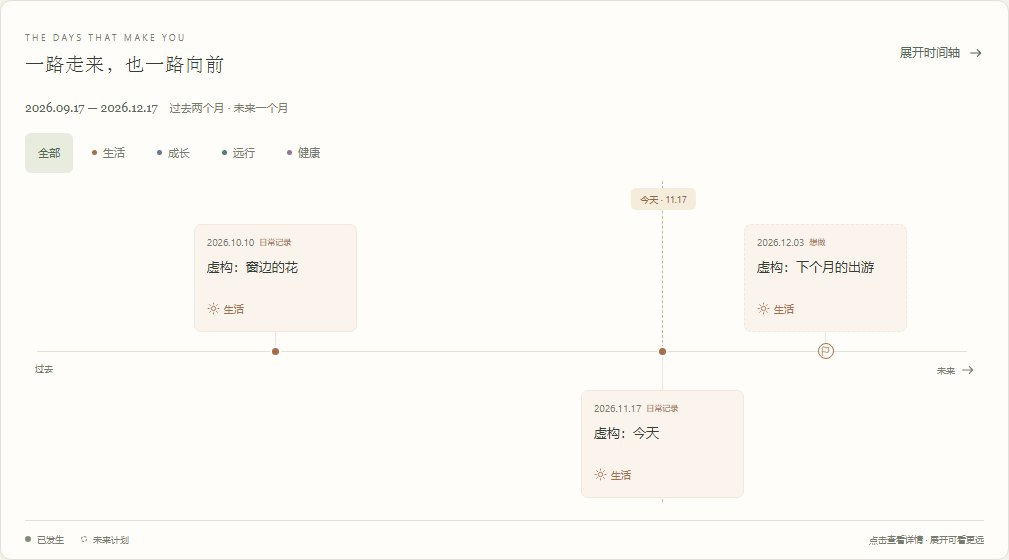 THE DAYS THAT MAKE YOU
一路走来，也一路向前
展开时间轴 →
2026.09.17 — 2026.12.17 过去两个月 · 未来一个月
全部 生活 成长 远行 健康
今天 · 11.17
2026.10.10 日常记录
虚构：窗边的花
生活
2026.12.03 想做
虚构：下个月的出游
生活
过去
未来 →
2026.11.17 日常记录
虚构：今天
生活
已发生 未来计划
点击查看详情 · 展开可看更远